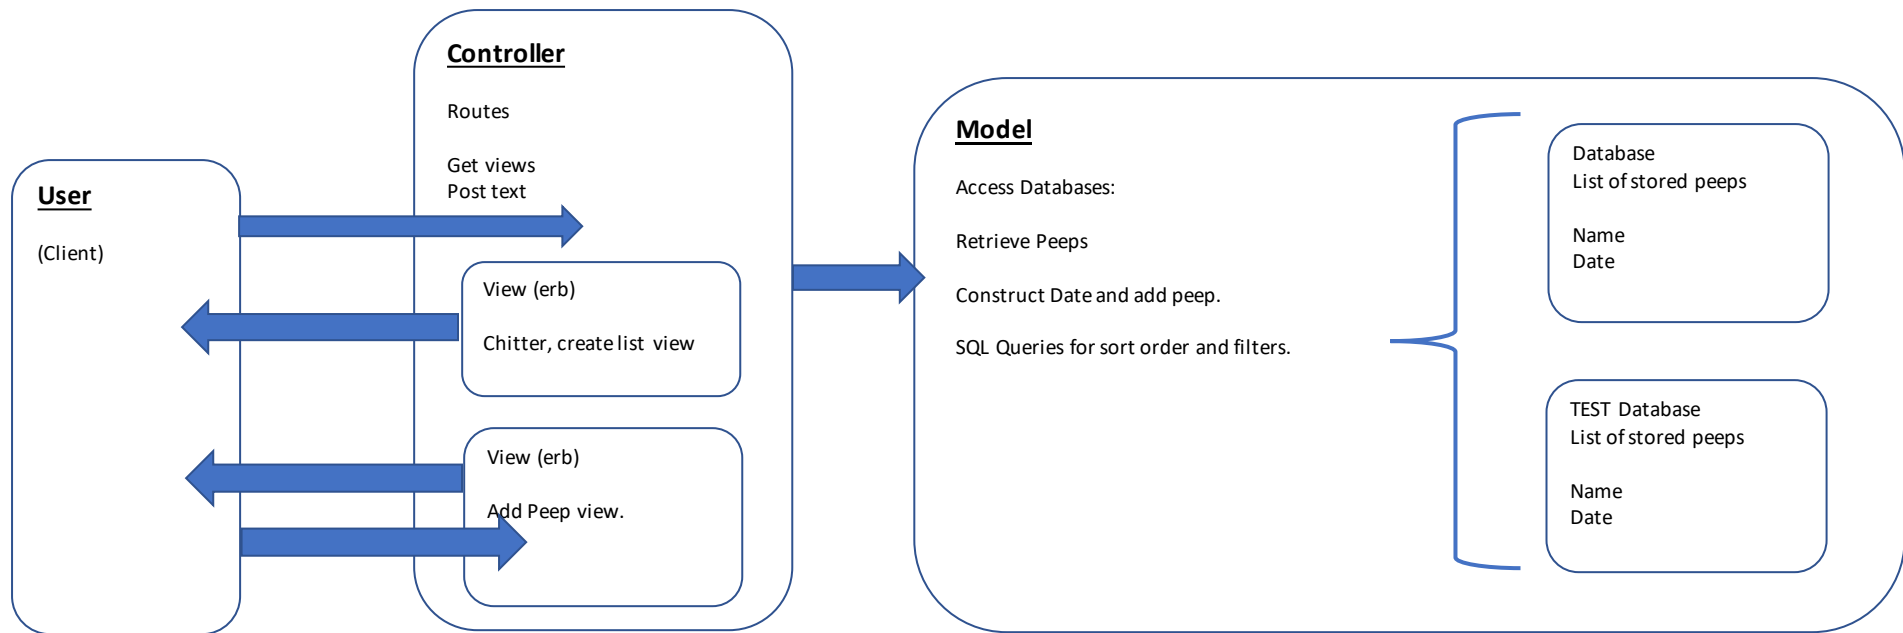 User
(Client)
Controller
Routes
Get views
Post text
View (erb)
Chitter, create list view
View (erb)
Add Peep view.
Model
Access Databases:
Retrieve Peeps
Construct Date and add peep.
SQL Queries for sort order and filters.
Database
List of stored peeps
Name
Date
TEST Database
List of stored peeps
Name
Date